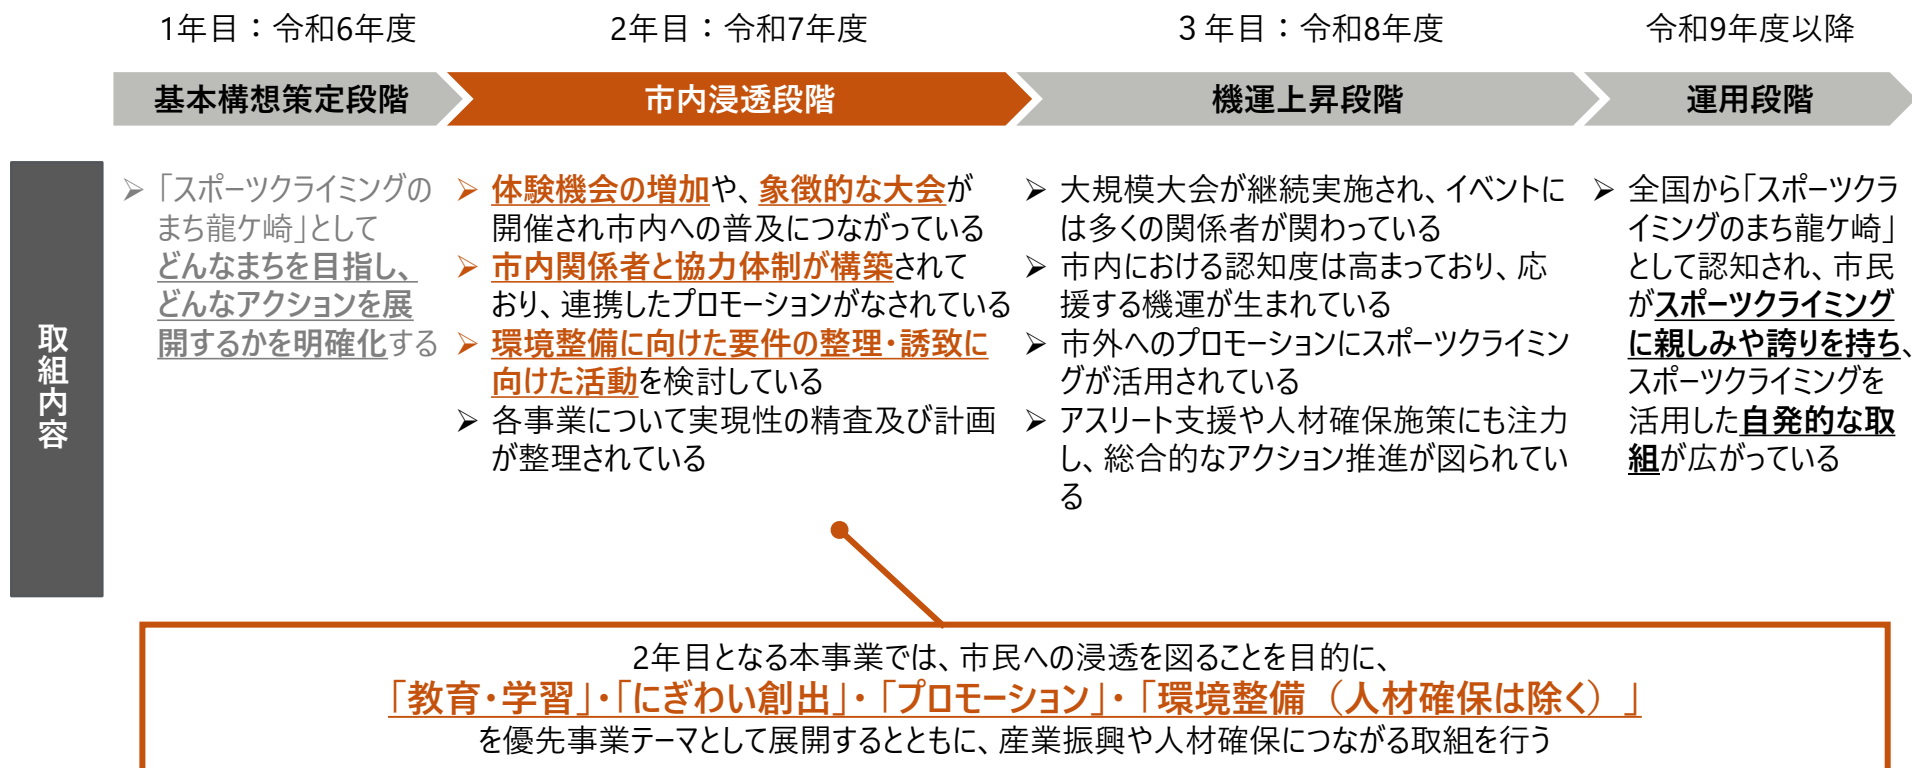 1年目：令和6年度
2年目：令和7年度
３年目：令和8年度
令和9年度以降
基本構想策定段階
市内浸透段階
機運上昇段階
運用段階
取組内容
➢ 「スポーツクライミングの
まち龍ケ崎」として
どんなまちを目指し、
どんなアクションを展
開するかを明確化する
➢ 体験機会の増加や、象徴的な大会が
開催され市内への普及につながっている
➢ 市内関係者と協力体制が構築されて
おり、連携したプロモーションがなされている
➢ 環境整備に向けた要件の整理・誘致に
向けた活動を検討している
➢ 各事業について実現性の精査及び計画
が整理されている
➢ 大規模大会が継続実施され、イベントに
は多くの関係者が関わっている
➢ 市内における認知度は高まっており、応
援する機運が生まれている
➢ 市外へのプロモーションにスポーツクライミン
グが活用されている
➢ アスリート支援や人材確保施策にも注力
し、総合的なアクション推進が図られてい
る
➢ 全国から「スポーツクラ
イミングのまち龍ケ崎」
として認知され、市民
がスポーツクライミング
に親しみや誇りを持ち、
スポーツクライミングを
活用した自発的な取
組が広がっている
2年目となる本事業では、市民への浸透を図ることを目的に、
「教育・学習」・「にぎわい創出」・「プロモーション」・「環境整備（人材確保は除く）」
を優先事業テーマとして展開するとともに、産業振興や人材確保につながる取組を行う